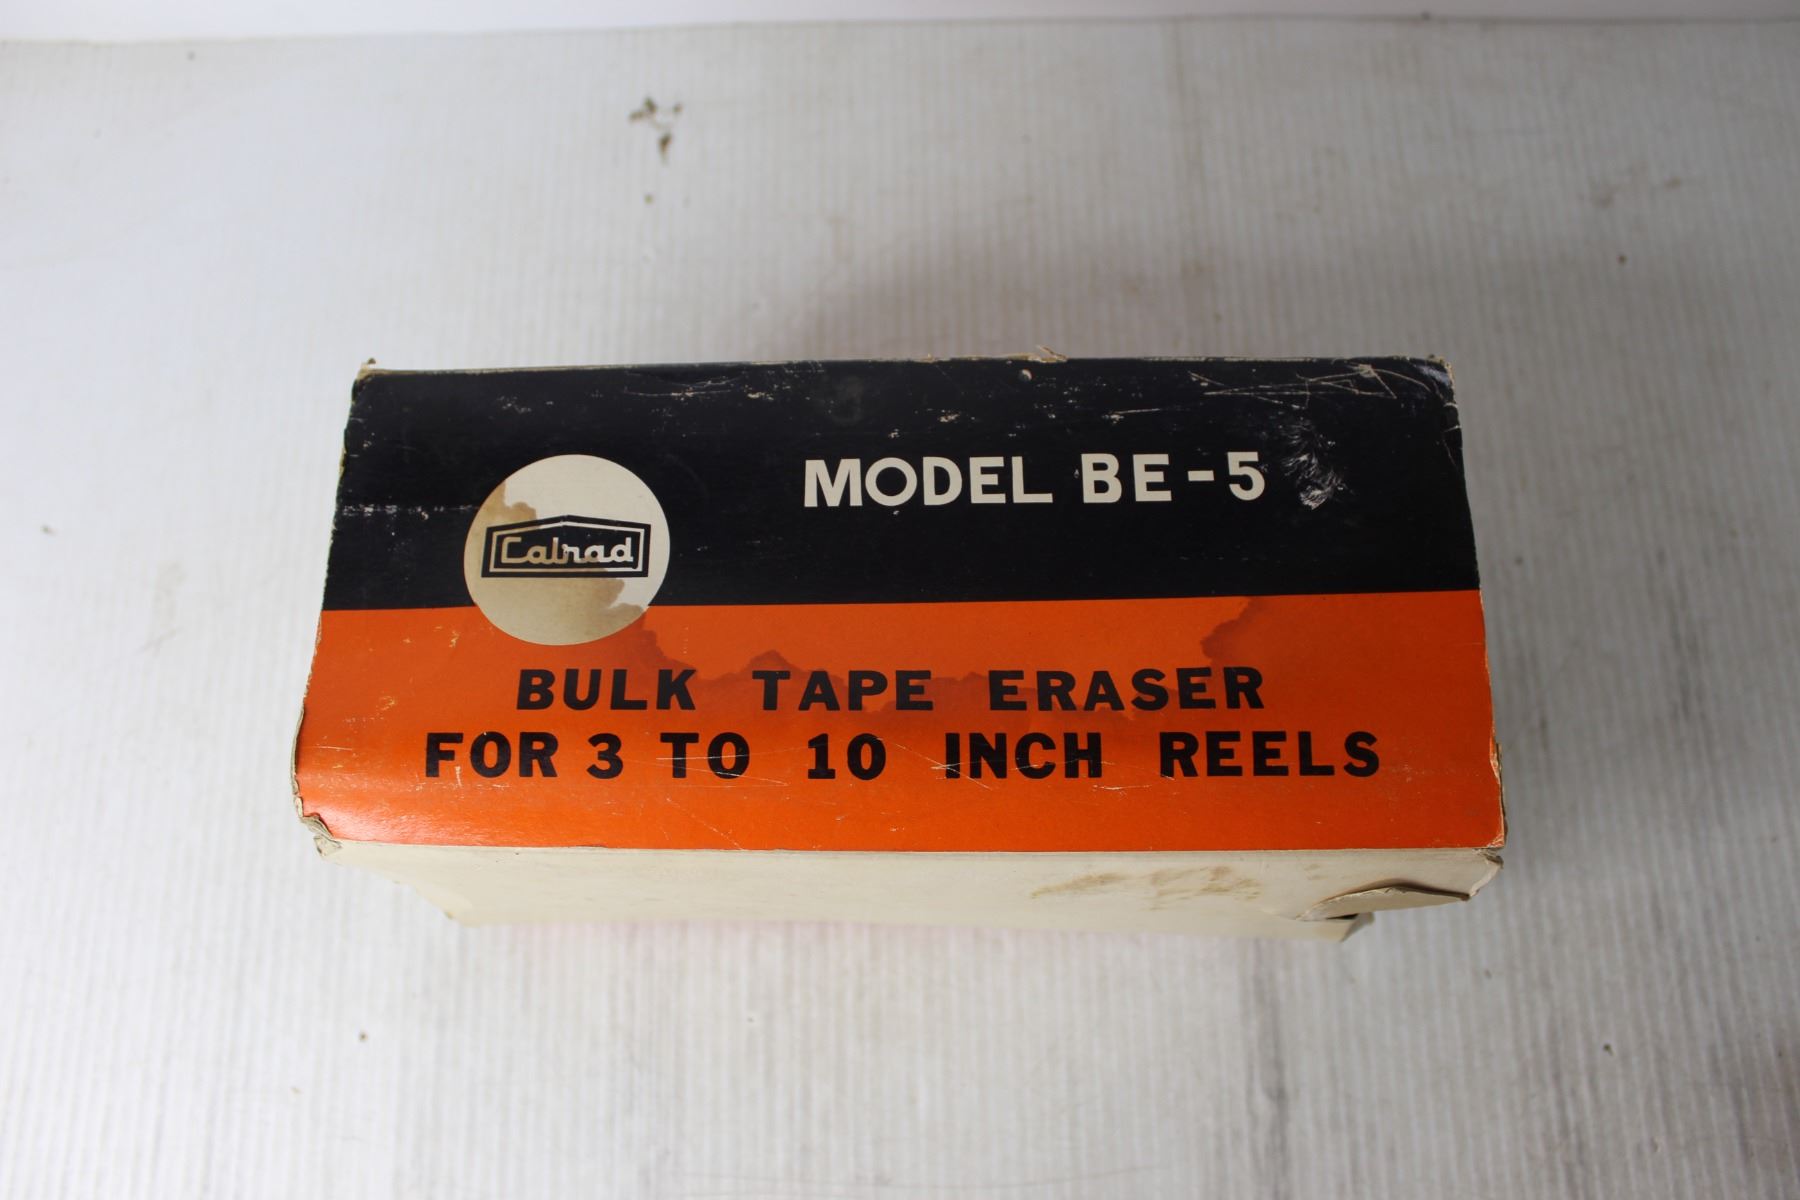 MODEL BE-5
Calrad
BULK TAPE ERASER
FOR 3 TO 10 INCH REELS